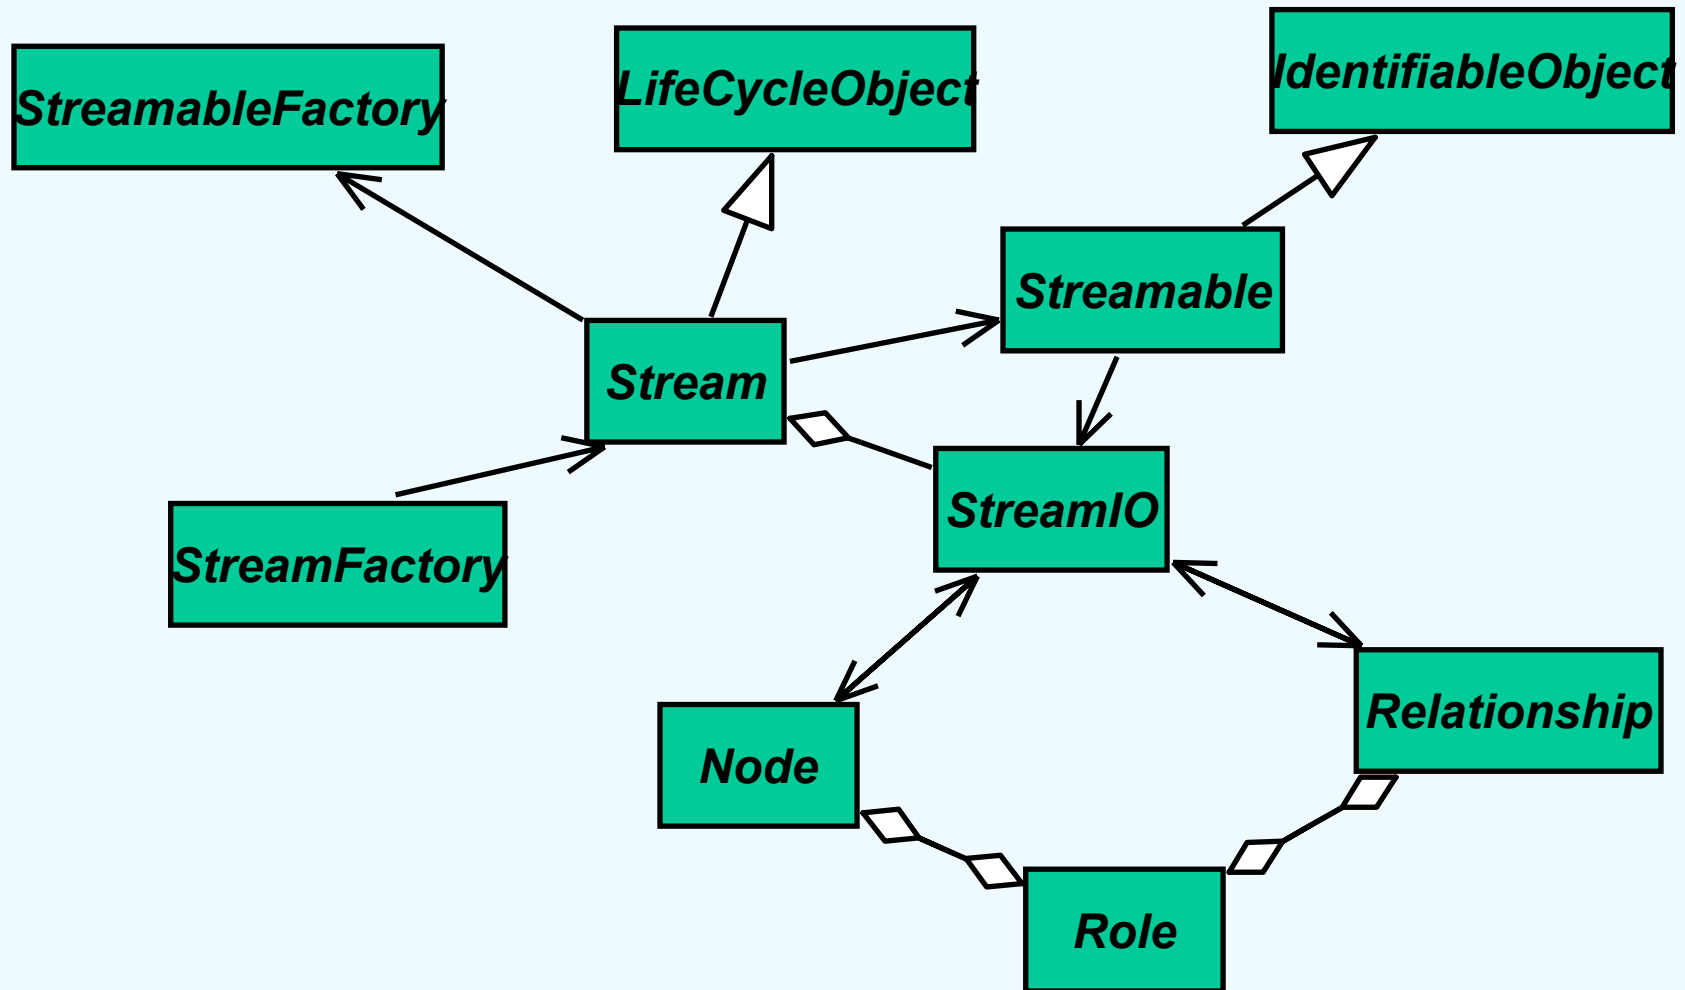 StreamableFactory
LifeCycleObject
IdentifiableObject
Streamable
Stream
StreamIO
StreamFactory
Relationship
Node
Role